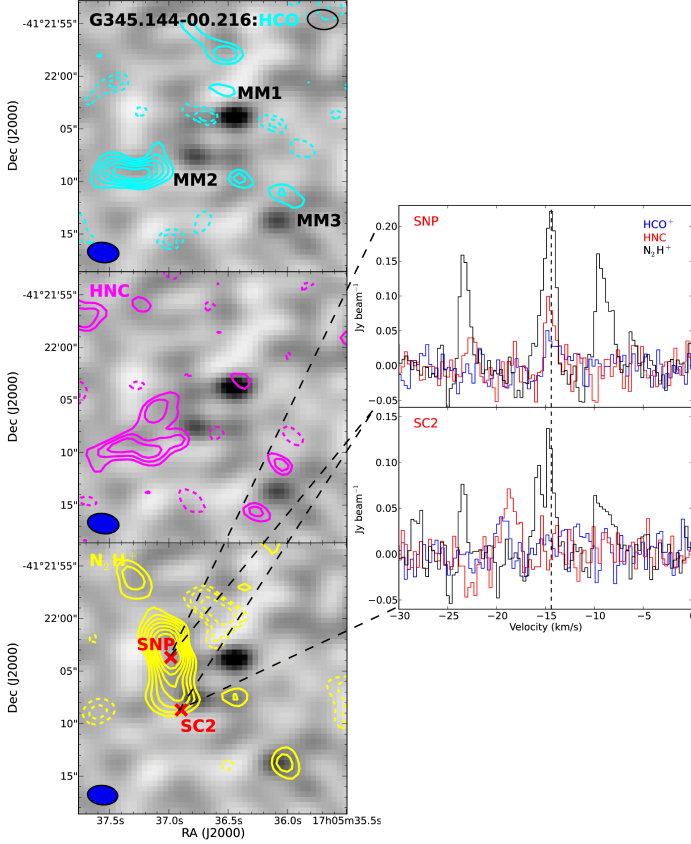 G345.144-00.216:HCO
-41°21'55"
22'00"
05"
10"
15"
Dec (J2000)
MM1
MM2
MM3
HNC
-41°21'55"
22'00"
05"
10"
15"
Dec (J2000)
N₂H⁺
-41°21'55"
22'00"
05"
10"
15"
Dec (J2000)
SNP
SC2
37.5s 37.0s 36.5s 36.0s 17h05m35.5s
RA (J2000)
SNP
HCO⁺
HNC
N₂H⁺
0.20
0.15
0.10
0.05
0.00
−0.05
Jy beam⁻¹
SC2
0.15
0.10
0.05
0.00
−0.05
Jy beam⁻¹
−30 −25 −20 −15 −10 −5 0
Velocity (km/s)